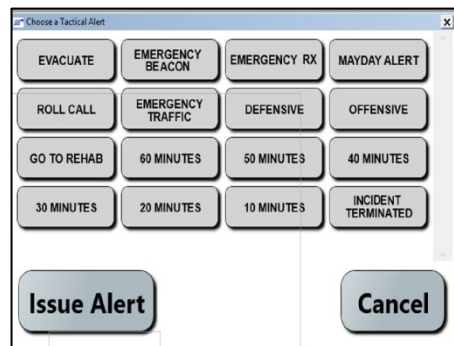 Choose a Tactical Alert
EVACUATE
EMERGENCY
BEACON
EMERGENCY RX
MAYDAY ALERT
ROLL CALL
EMERGENCY
TRAFFIC
DEFENSIVE
OFFENSIVE
GO TO REHAB
60 MINUTES
50 MINUTES
40 MINUTES
30 MINUTES
20 MINUTES
10 MINUTES
INCIDENT
TERMINATED
Issue Alert
Cancel